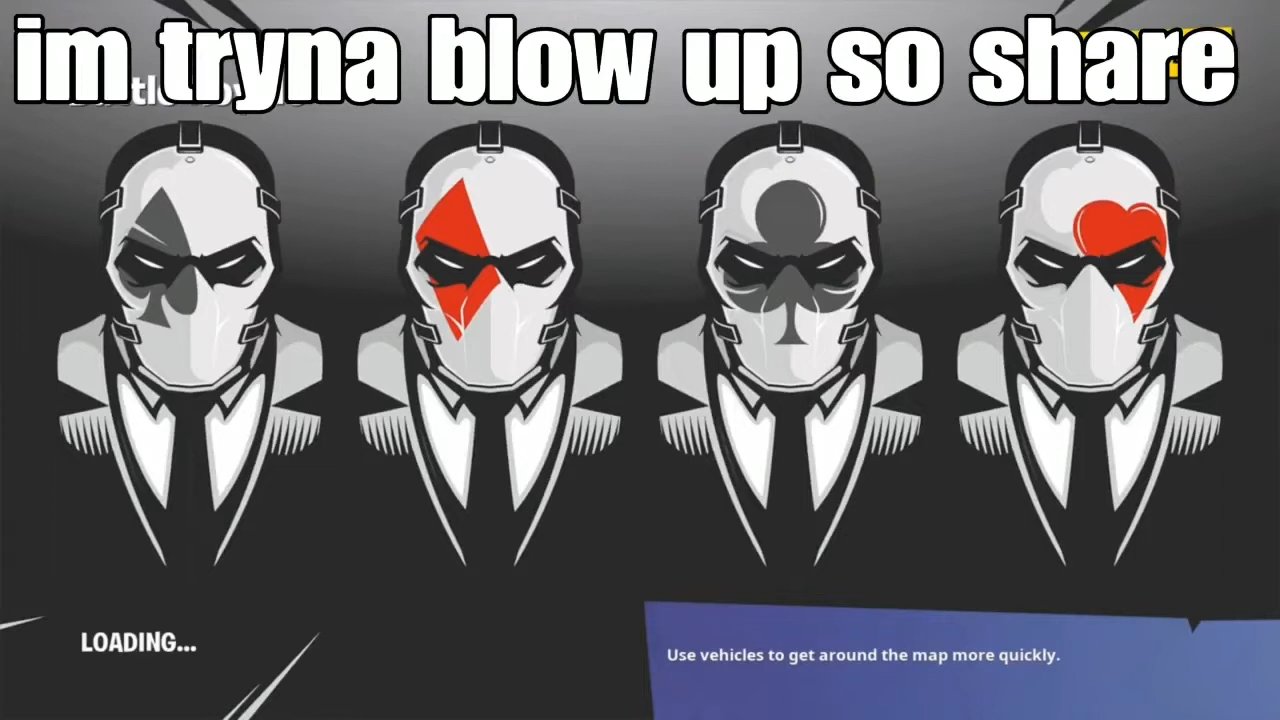 im tryna blow up so share
LOADING...
Use vehicles to get around the map more quickly.